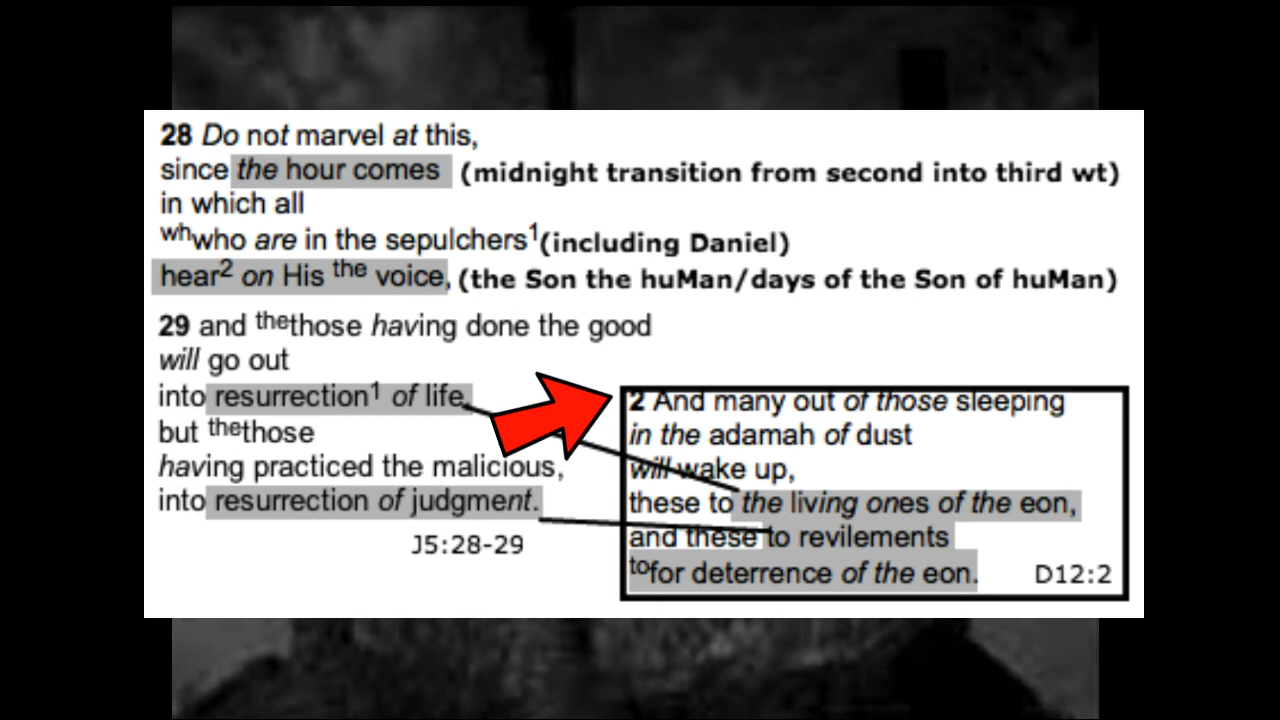 28 Do not marvel at this,
since the hour comes (midnight transition from second into third wt)
in which all
whwho are in the sepulchers1(including Daniel)
hear2 on His the voice, (the Son the huMan/days of the Son of huMan)
29 and thethose having done the good
will go out
into resurrection1 of life,
but thethose
having practiced the malicious,
into resurrection of judgment.
J5:28-29
2 And many out of those sleeping
in the adamah of dust
will wake up,
these to the living ones of the eon,
and these to revilements
tofor deterrence of the eon.
D12:2